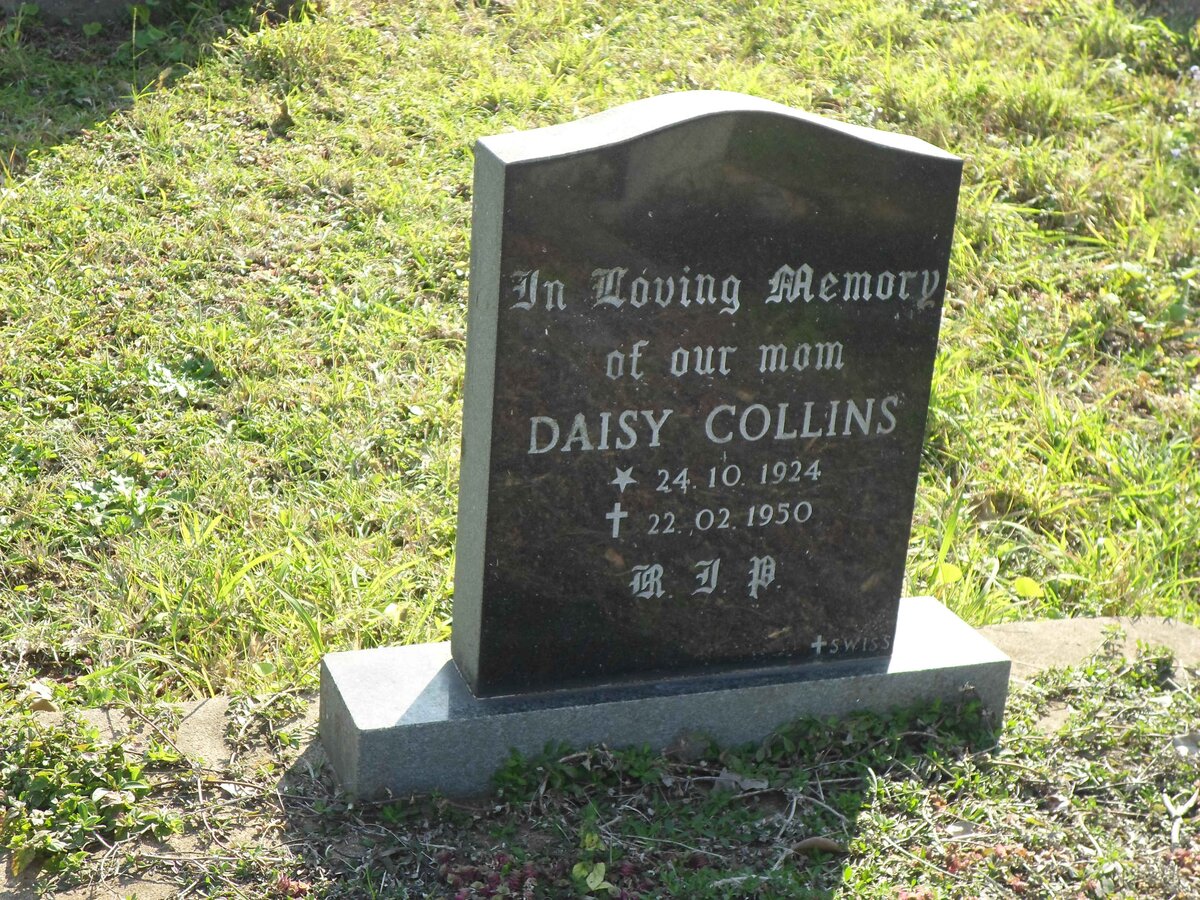 In Loving Memory
of our mom
DAISY COLLINS
★ 24. 10. 1924
✝ 22. 02. 1950
R. I. P.
✝SWISS